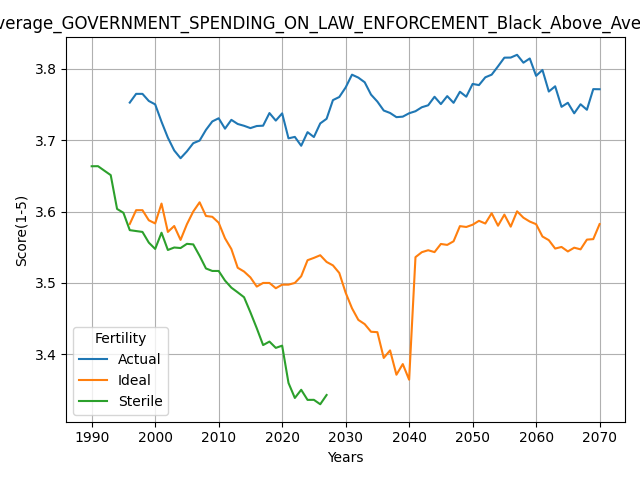 verage_GOVERNMENT_SPENDING_ON_LAW_ENFORCEMENT_Black_Above_Ave
3.8
3.7
3.6
3.5
3.4
Score(1-5)
Fertility
Actual
Ideal
Sterile
1990 2000 2010 2020 2030 2040 2050 2060 2070
Years